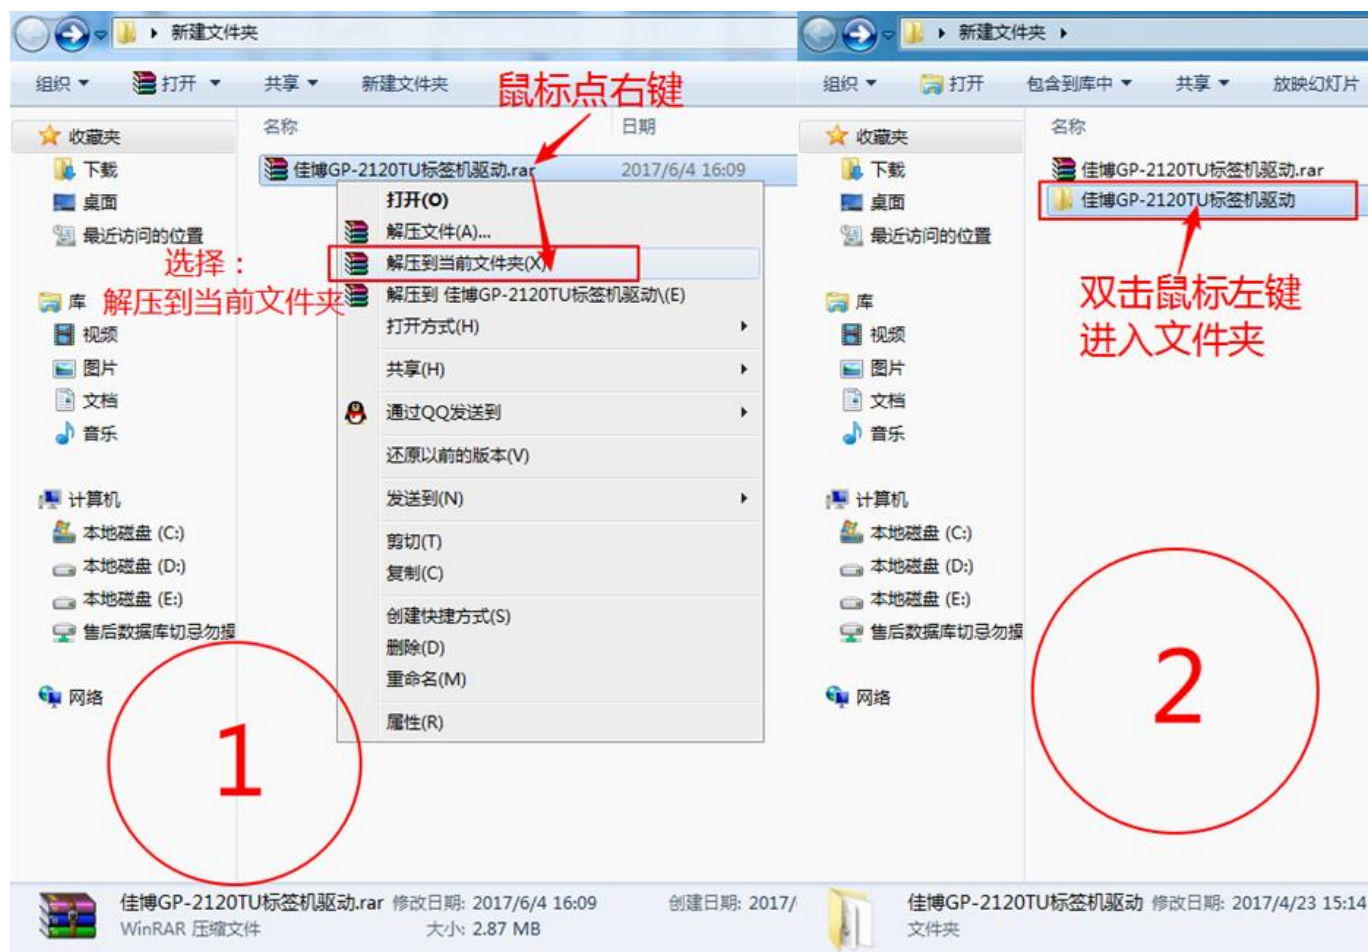 新建文件夹
组织 打开 共享 新建文件夹
鼠标点右键
名称 日期
收藏夹
下载
桌面
最近访问的位置
佳博GP-2120TU标签机驱动.rar 2017/6/4 16:09
打开(O)
解压文件(A)...
解压到当前文件夹(X)
解压到 佳博GP-2120TU标签机驱动\(E)
打开方式(H)
共享(H)
通过QQ发送到
还原以前的版本(V)
发送到(N)
剪切(T)
复制(C)
创建快捷方式(S)
删除(D)
重命名(M)
属性(R)
选择：
解压到当前文件夹
库
视频
图片
文档
音乐
计算机
本地磁盘 (C:)
本地磁盘 (D:)
本地磁盘 (E:)
售后数据库切忌勿操
网络
1
佳博GP-2120TU标签机驱动.rar 修改日期: 2017/6/4 16:09 创建日期: 2017/
WinRAR 压缩文件 大小: 2.87 MB
新建文件夹
组织 打开 包含到库中 共享 放映幻灯片
名称
收藏夹
下载
桌面
最近访问的位置
佳博GP-2120TU标签机驱动.rar
佳博GP-2120TU标签机驱动
双击鼠标左键
进入文件夹
库
视频
图片
文档
音乐
计算机
本地磁盘 (C:)
本地磁盘 (D:)
本地磁盘 (E:)
售后数据库切忌勿操
网络
2
佳博GP-2120TU标签机驱动 修改日期: 2017/4/23 15:14
文件夹